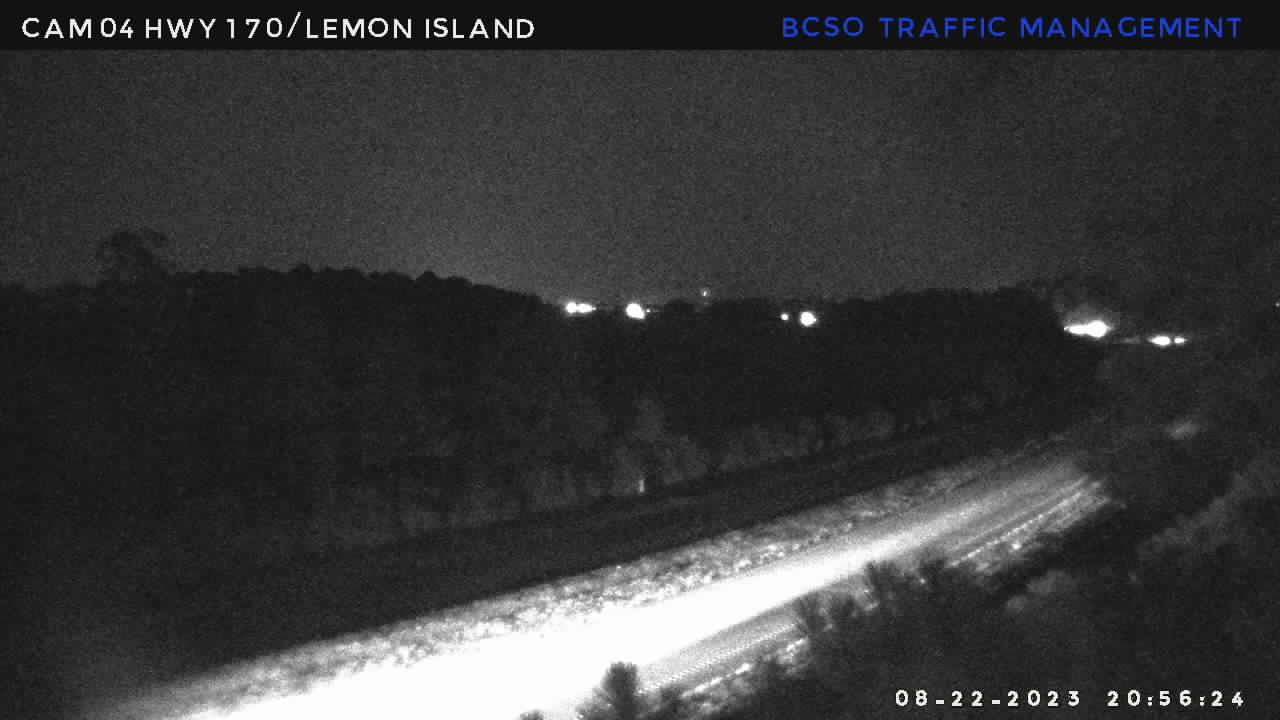 CAM04 HWY 170/LEMON ISLAND
BCSO TRAFFIC MANAGEMENT
08-22-2023 20:56:24